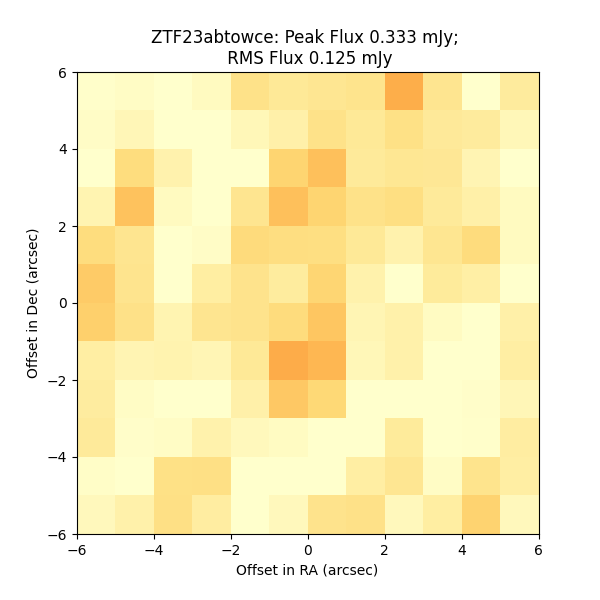 ZTF23abtowce: Peak Flux 0.333 mJy;
RMS Flux 0.125 mJy
6
4
2
0
−2
−4
−6
Offset in Dec (arcsec)
−6 −4 −2 0 2 4 6
Offset in RA (arcsec)